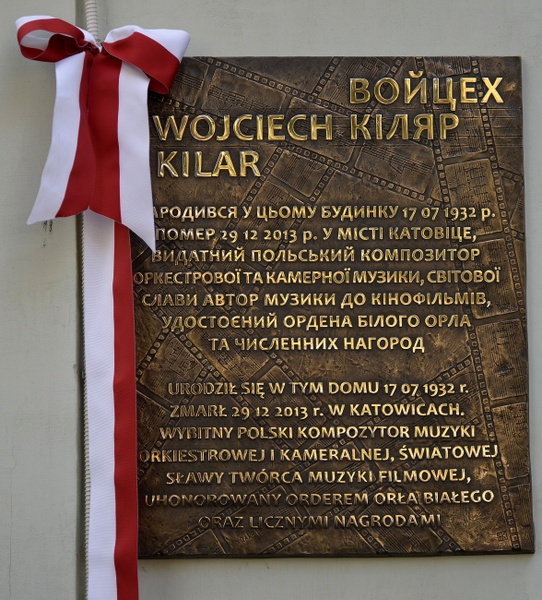 ВОЙЦЕХ
WOJCIECH КІЛЯР
KILAR
НАРОДИВСЯ У ЦЬОМУ БУДИНКУ 17 07 1932 р.
ПОМЕР 29 12 2013 р. У МІСТІ КАТОВІЦЕ,
ВИДАТНИЙ ПОЛЬСЬКИЙ КОМПОЗИТОР
ОРКЕСТРОВОЇ ТА КАМЕРНОЇ МУЗИКИ, СВІТОВОЇ
СЛАВИ АВТОР МУЗИКИ ДО КІНОФІЛЬМІВ,
УДОСТОЄНИЙ ОРДЕНА БІЛОГО ОРЛА
ТА ЧИСЛЕННИХ НАГОРОД
URODZIŁ SIĘ W TYM DOMU 17 07 1932 r.
ZMARŁ 29 12 2013 r. W KATOWICACH.
WYBITNY POLSKI KOMPOZYTOR MUZYKI
ORKIESTROWEJ I KAMERALNEJ, ŚWIATOWEJ
SŁAWY TWÓRCA MUZYKI FILMOWEJ,
UHONOROWANY ORDEREM ORŁA BIAŁEGO
ORAZ LICZNYMI NAGRODAMI